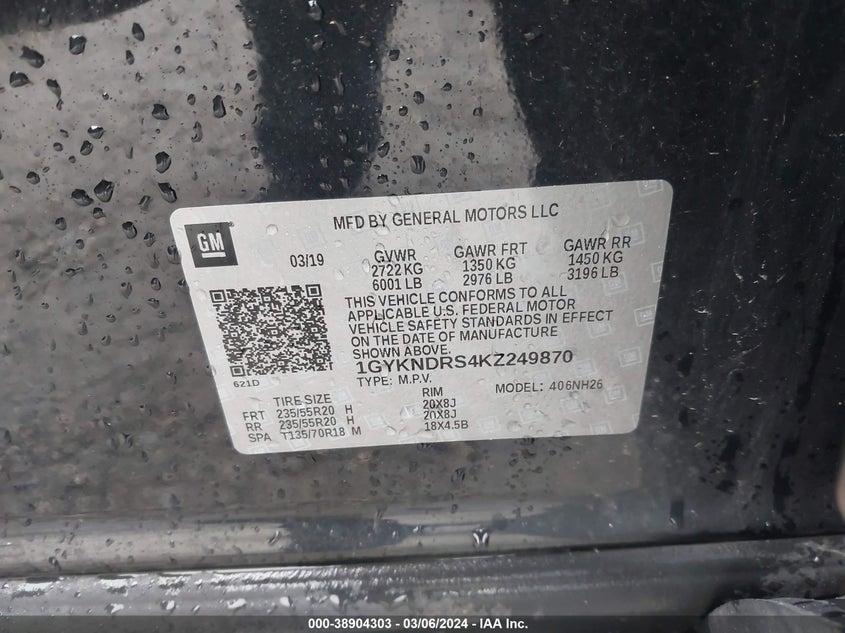 MFD BY GENERAL MOTORS LLC
GM
03/19 GVWR GAWR FRT GAWR RR
2722 KG 1350 KG 1450 KG
6001 LB 2976 LB 3196 LB
THIS VEHICLE CONFORMS TO ALL
APPLICABLE U.S. FEDERAL MOTOR
VEHICLE SAFETY STANDARDS IN EFFECT
ON THE DATE OF MANUFACTURE
SHOWN ABOVE.
621D T 1GYKNDRS4KZ249870
TYPE: M.P.V. MODEL: 406NH26
TIRE SIZE RIM
FRT 235/55R20 H 20X8J
RR 235/55R20 H 20X8J
SPA T135/70R18 M 18X4.5B
000-38904303 - 03/06/2024 - IAA Inc.